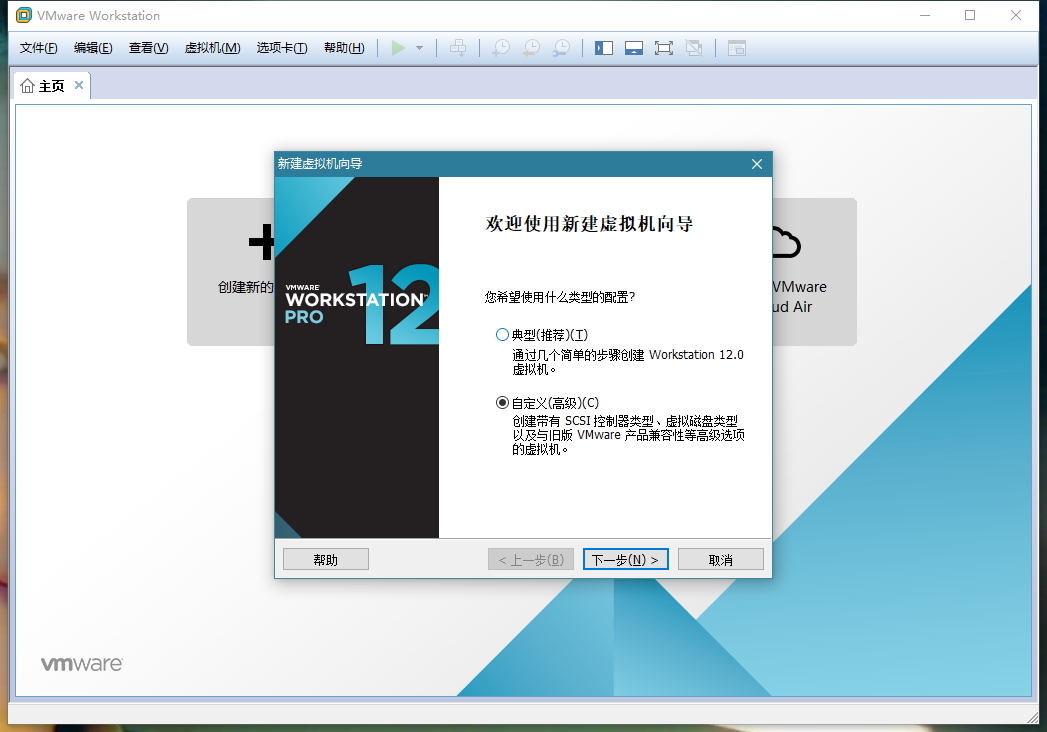 VMware Workstation
文件(F) 编辑(E) 查看(V) 虚拟机(M) 选项卡(T) 帮助(H)
主页
新建虚拟机向导
创建新的
VMWARE
WORKSTATION™
PRO
12
欢迎使用新建虚拟机向导
您希望使用什么类型的配置?
典型(推荐)(T)
通过几个简单的步骤创建 Workstation 12.0
虚拟机。
自定义(高级)(C)
创建带有 SCSI 控制器类型、虚拟磁盘类型
以及与旧版 VMware 产品兼容性等高级选项
的虚拟机。
VMware
ud Air
帮助
< 上一步(B)
下一步(N) >
取消
vmware